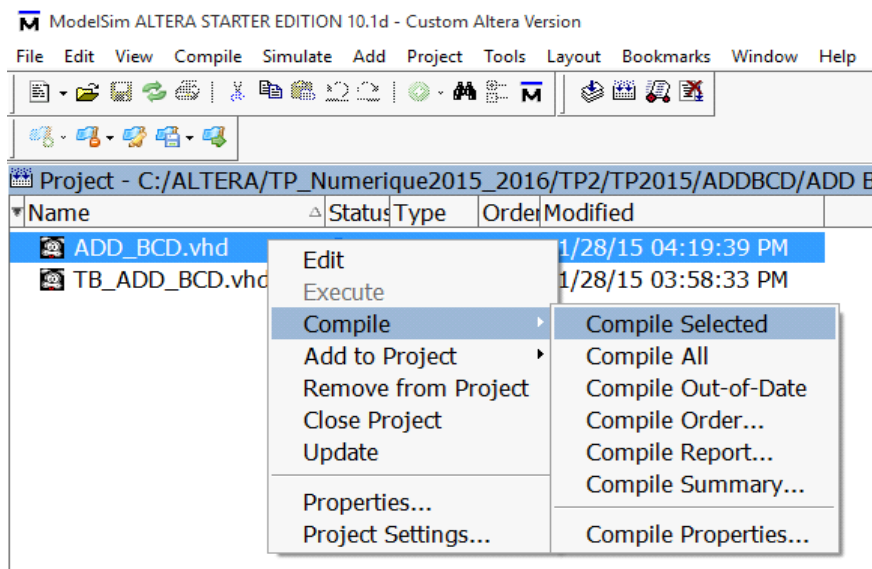 ModelSim ALTERA STARTER EDITION 10.1d - Custom Altera Version
File Edit View Compile Simulate Add Project Tools Layout Bookmarks Window Help
Project - C:/ALTERA/TP_Numerique2015_2016/TP2/TP2015/ADDBCD/ADD B
Name Status Type Order Modified
ADD_BCD.vhd 1/28/15 04:19:39 PM
TB_ADD_BCD.vhd 1/28/15 03:58:33 PM
Edit
Execute
Compile
Add to Project
Remove from Project
Close Project
Update
Properties...
Project Settings...
Compile Selected
Compile All
Compile Out-of-Date
Compile Order...
Compile Report...
Compile Summary...
Compile Properties...